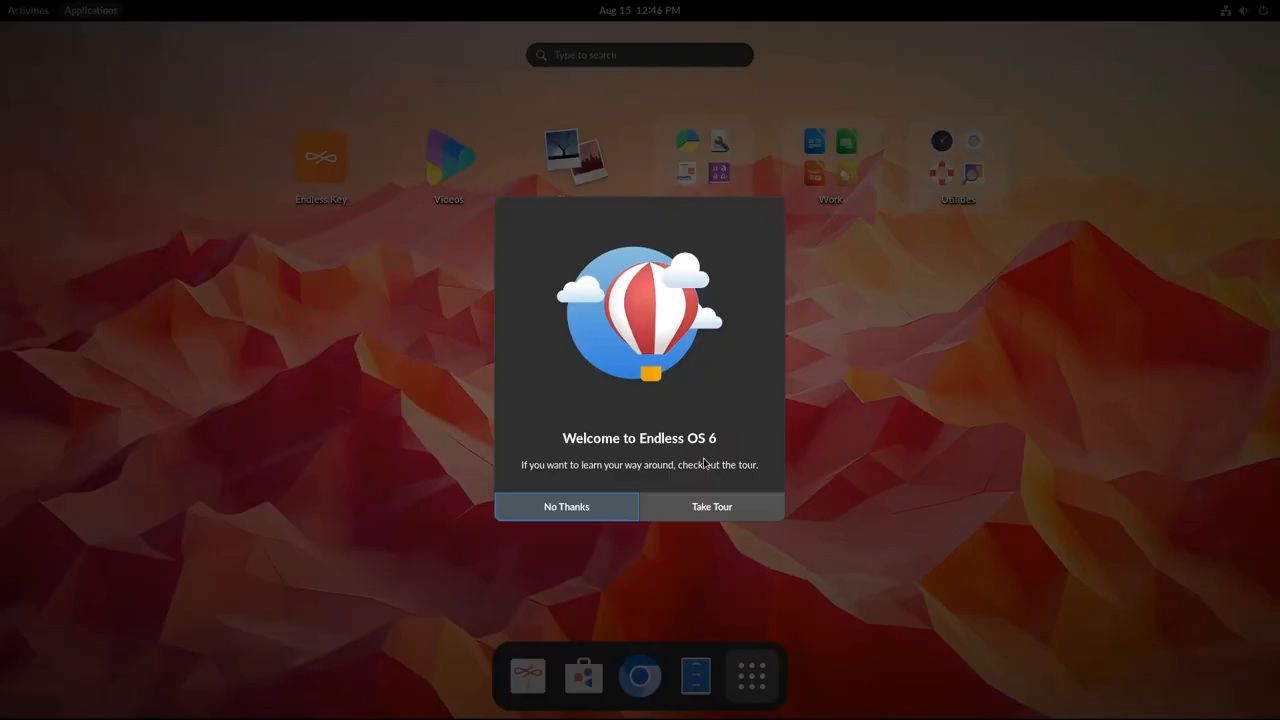 Activities Applications Aug 15 12:46 PM
Type to search
Endless Key Videos Work Utilities
Welcome to Endless OS 6
If you want to learn your way around, check out the tour.
No Thanks Take Tour